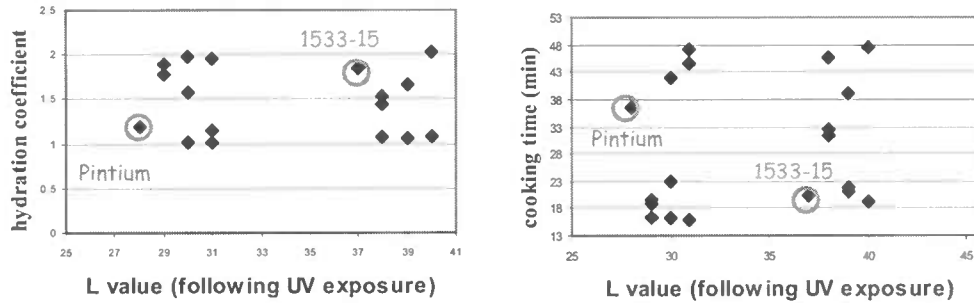 2.5
2
1.5
1
0.5
0
hydration coefficient
1533-15
Pintium
25 27 29 31 33 35 37 39 41
L value (following UV exposure)
53
48
43
38
33
28
23
18
13
cooking time (min)
Pintium
1533-15
25 30 35 40 45
L value (following UV exposure)